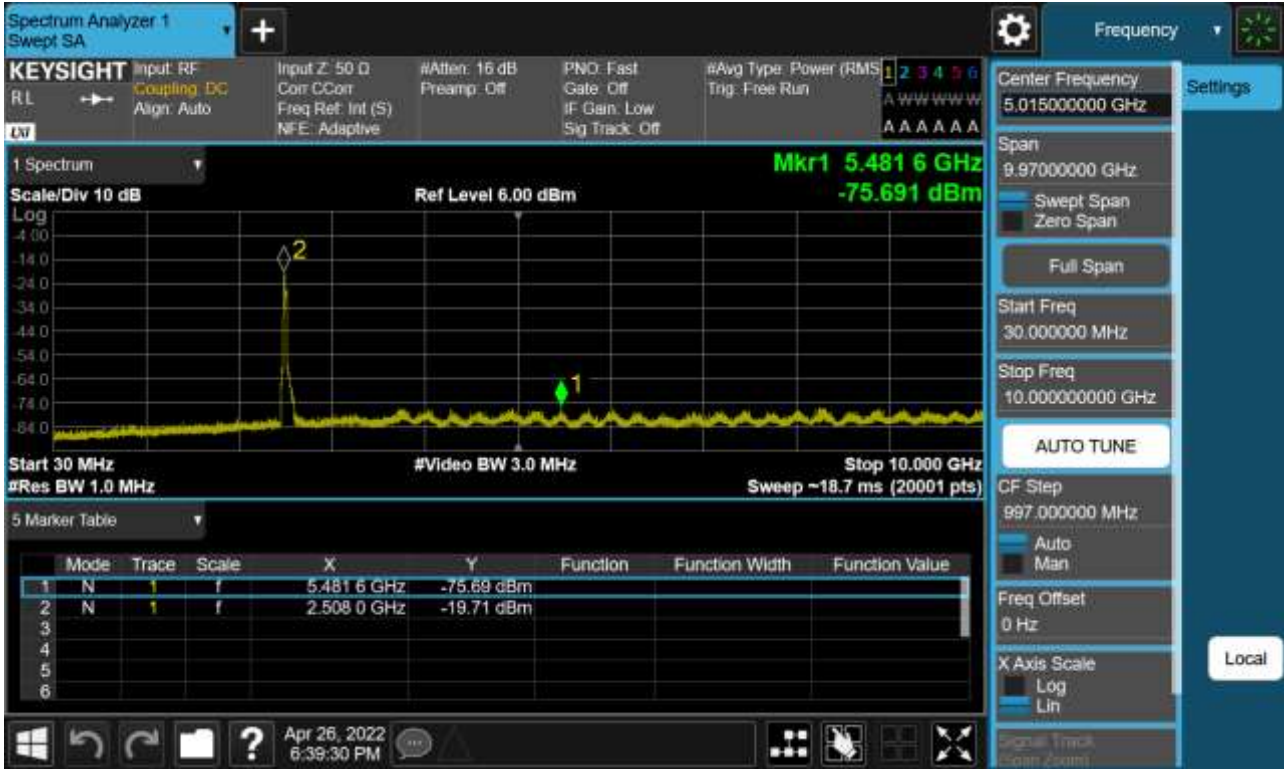 Spectrum Analyzer 1
Swept SA
Frequency
KEYSIGHT
RL
LXI
Input: RF
Coupling: DC
Align: Auto
Input Z: 50 Ω
Corr CCorr
Freq Ref: Int (S)
NFE: Adaptive
#Atten: 16 dB
Preamp: Off
PNO: Fast
Gate: Off
IF Gain: Low
Sig Track: Off
#Avg Type: Power (RMS
Trig: Free Run
1 2 3 4 5 6
A W W W W W
A A A A A A
1 Spectrum
Scale/Div 10 dB
Ref Level 6.00 dBm
Mkr1 5.481 6 GHz
-75.691 dBm
Log
-4.00
-14.0
-24.0
-34.0
-44.0
-54.0
-64.0
-74.0
-84.0
2
1
Start 30 MHz
#Res BW 1.0 MHz
#Video BW 3.0 MHz
Stop 10.000 GHz
Sweep ~18.7 ms (20001 pts)
5 Marker Table
Mode Trace Scale X Y Function Function Width Function Value
1 N 1 f 5.481 6 GHz -75.69 dBm
2 N 1 f 2.508 0 GHz -19.71 dBm
3
4
5
6
Apr 26, 2022
6:39:30 PM
Center Frequency
5.015000000 GHz
Span
9.97000000 GHz
Swept Span
Zero Span
Full Span
Start Freq
30.000000 MHz
Stop Freq
10.000000000 GHz
AUTO TUNE
CF Step
997.000000 MHz
Auto
Man
Freq Offset
0 Hz
X Axis Scale
Log
Lin
Signal Track
(Span Zoom)
Settings
Local